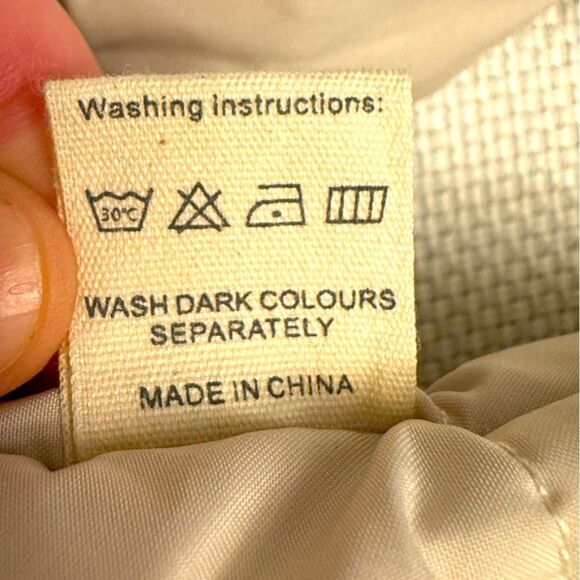 Washing instructions:
30°C
WASH DARK COLOURS
SEPARATELY
MADE IN CHINA